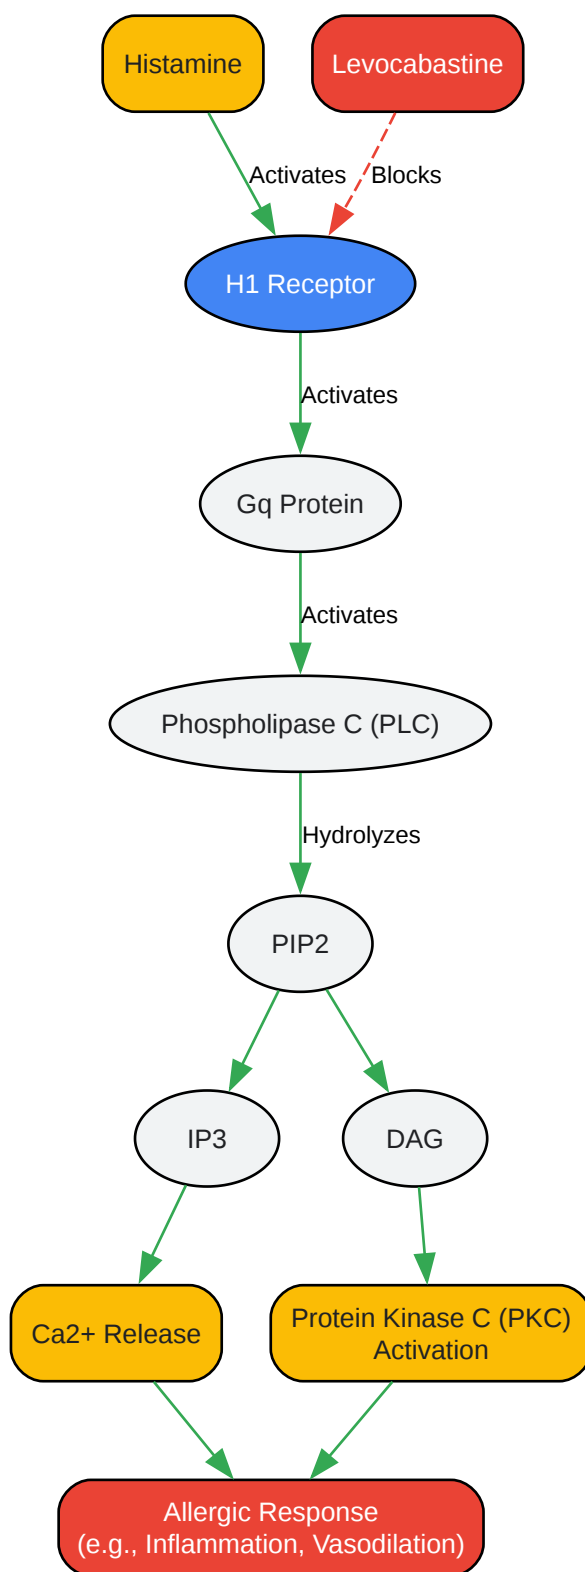 Histamine
Levocabastine
Activates
Blocks
H1 Receptor
Activates
Gq Protein
Activates
Phospholipase C (PLC)
Hydrolyzes
PIP2
IP3
DAG
Ca2+ Release
Protein Kinase C (PKC)
Activation
Allergic Response
(e.g., Inflammation, Vasodilation)